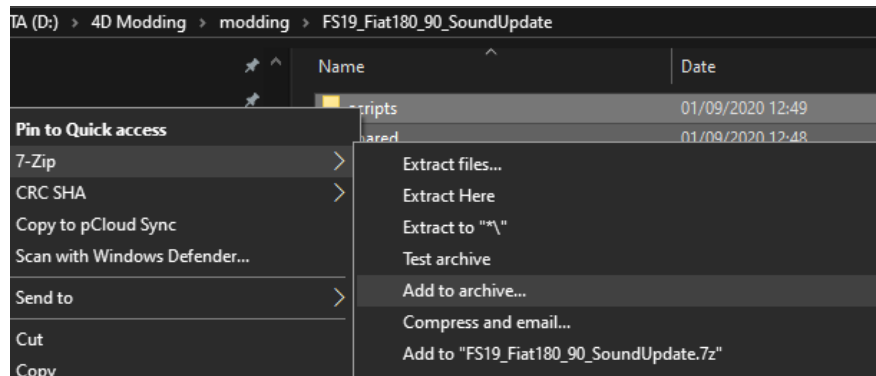 TA (D:) > 4D Modding > modding > FS19_Fiat180_90_SoundUpdate
Name Date
scripts 01/09/2020 12:49
ared 01/09/2020 12:48
Pin to Quick access
7-Zip
CRC SHA
Copy to pCloud Sync
Scan with Windows Defender...
Send to
Cut
Copy
Extract files...
Extract Here
Extract to "*\"
Test archive
Add to archive...
Compress and email...
Add to "FS19_Fiat180_90_SoundUpdate.7z"